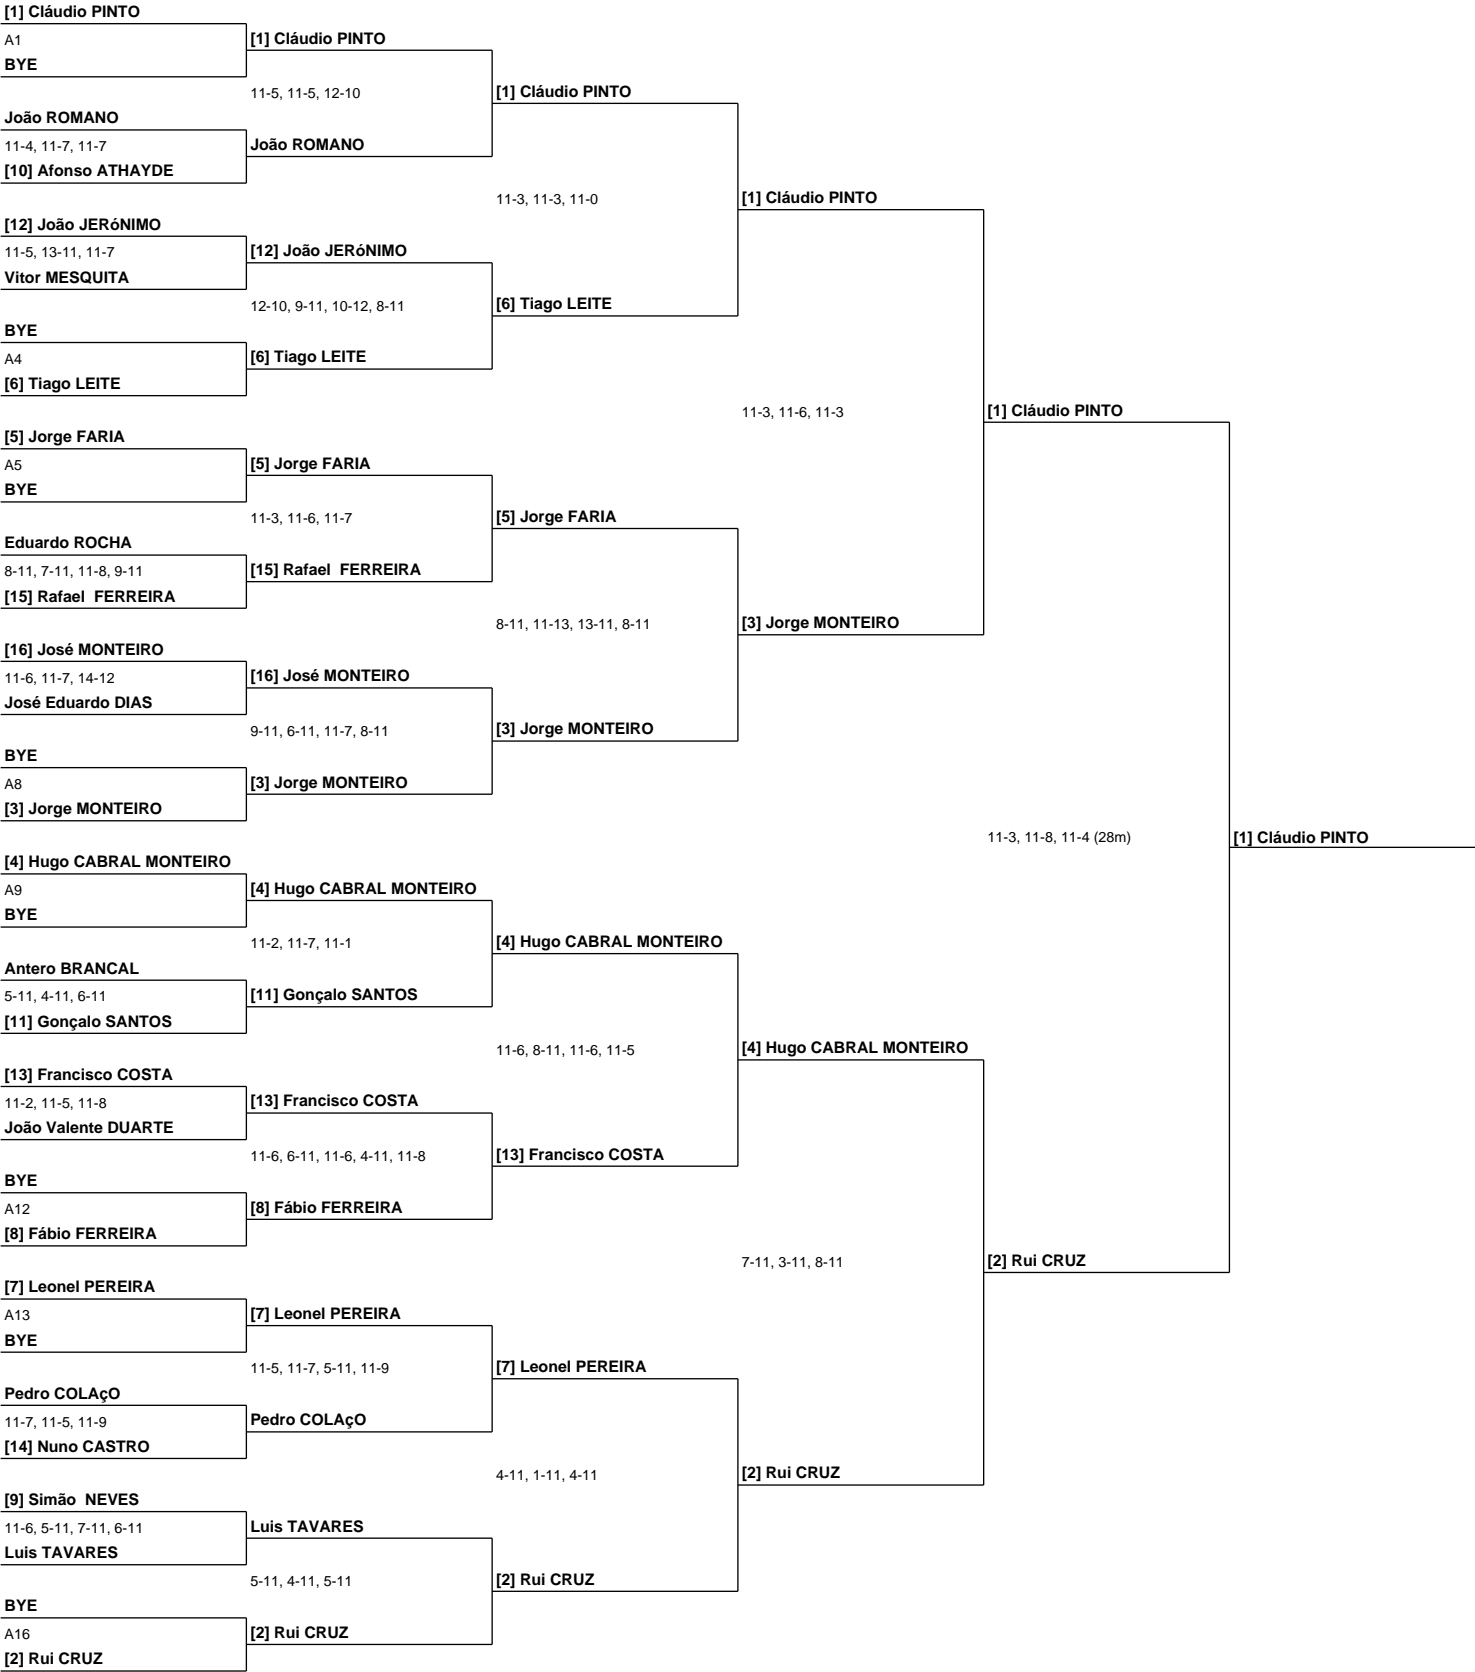 [1] Cláudio PINTO
A1
BYE
João ROMANO
11-4, 11-7, 11-7
[10] Afonso ATHAYDE
[12] João JERóNIMO
11-5, 13-11, 11-7
Vitor MESQUITA
BYE
A4
[6] Tiago LEITE
[5] Jorge FARIA
A5
BYE
Eduardo ROCHA
8-11, 7-11, 11-8, 9-11
[15] Rafael  FERREIRA
[16] José MONTEIRO
11-6, 11-7, 14-12
José Eduardo DIAS
BYE
A8
[3] Jorge MONTEIRO
[4] Hugo CABRAL MONTEIRO
A9
BYE
Antero BRANCAL
5-11, 4-11, 6-11
[11] Gonçalo SANTOS
[13] Francisco COSTA
11-2, 11-5, 11-8
João Valente DUARTE
BYE
A12
[8] Fábio FERREIRA
[7] Leonel PEREIRA
A13
BYE
Pedro COLAçO
11-7, 11-5, 11-9
[14] Nuno CASTRO
[9] Simão  NEVES
11-6, 5-11, 7-11, 6-11
Luis TAVARES
BYE
A16
[2] Rui CRUZ
[1] Cláudio PINTO
11-5, 11-5, 12-10
João ROMANO
[12] João JERóNIMO
12-10, 9-11, 10-12, 8-11
[6] Tiago LEITE
[5] Jorge FARIA
11-3, 11-6, 11-7
[15] Rafael  FERREIRA
[16] José MONTEIRO
9-11, 6-11, 11-7, 8-11
[3] Jorge MONTEIRO
[4] Hugo CABRAL MONTEIRO
11-2, 11-7, 11-1
[11] Gonçalo SANTOS
[13] Francisco COSTA
11-6, 6-11, 11-6, 4-11, 11-8
[8] Fábio FERREIRA
[7] Leonel PEREIRA
11-5, 11-7, 5-11, 11-9
Pedro COLAçO
Luis TAVARES
5-11, 4-11, 5-11
[2] Rui CRUZ
[1] Cláudio PINTO
11-3, 11-3, 11-0
[6] Tiago LEITE
[5] Jorge FARIA
8-11, 11-13, 13-11, 8-11
[3] Jorge MONTEIRO
[4] Hugo CABRAL MONTEIRO
11-6, 8-11, 11-6, 11-5
[13] Francisco COSTA
[7] Leonel PEREIRA
4-11, 1-11, 4-11
[2] Rui CRUZ
[1] Cláudio PINTO
11-3, 11-6, 11-3
[3] Jorge MONTEIRO
[4] Hugo CABRAL MONTEIRO
7-11, 3-11, 8-11
[2] Rui CRUZ
[1] Cláudio PINTO
11-3, 11-8, 11-4 (28m)
[2] Rui CRUZ
[1] Cláudio PINTO